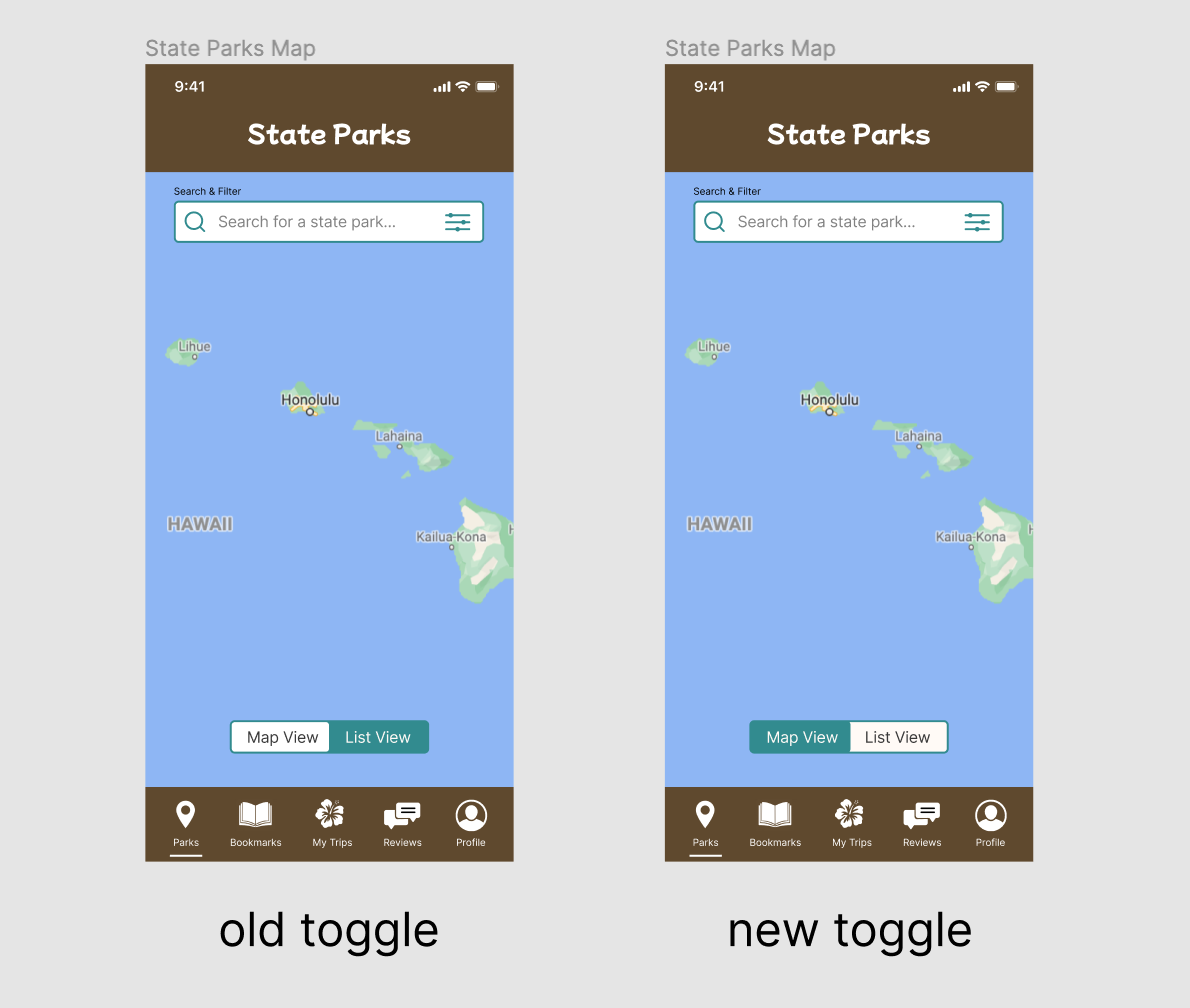 State Parks Map
9:41
State Parks
Search & Filter
Search for a state park...
Lihue
Honolulu
Lahaina
HAWAII
Kailua-Kona
H
Map View
List View
Parks
Bookmarks
My Trips
Reviews
Profile
old toggle
State Parks Map
9:41
State Parks
Search & Filter
Search for a state park...
Lihue
Honolulu
Lahaina
HAWAII
Kailua-Kona
H
Map View
List View
Parks
Bookmarks
My Trips
Reviews
Profile
new toggle